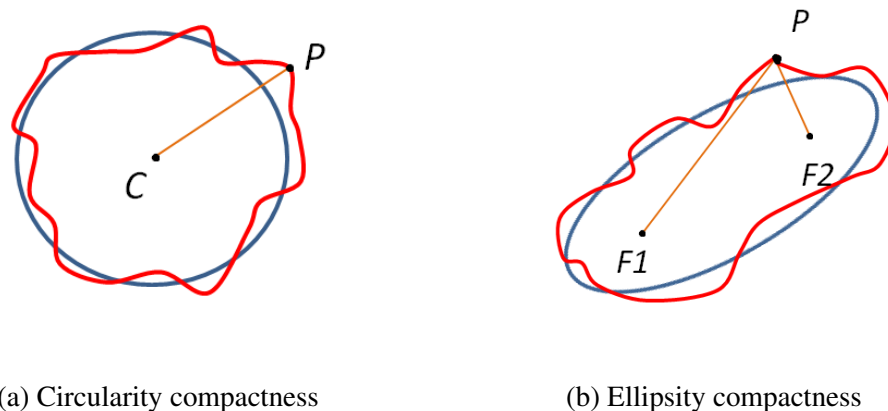 P
C
P
F2
F1
(a) Circularity compactness
(b) Ellipsity compactness